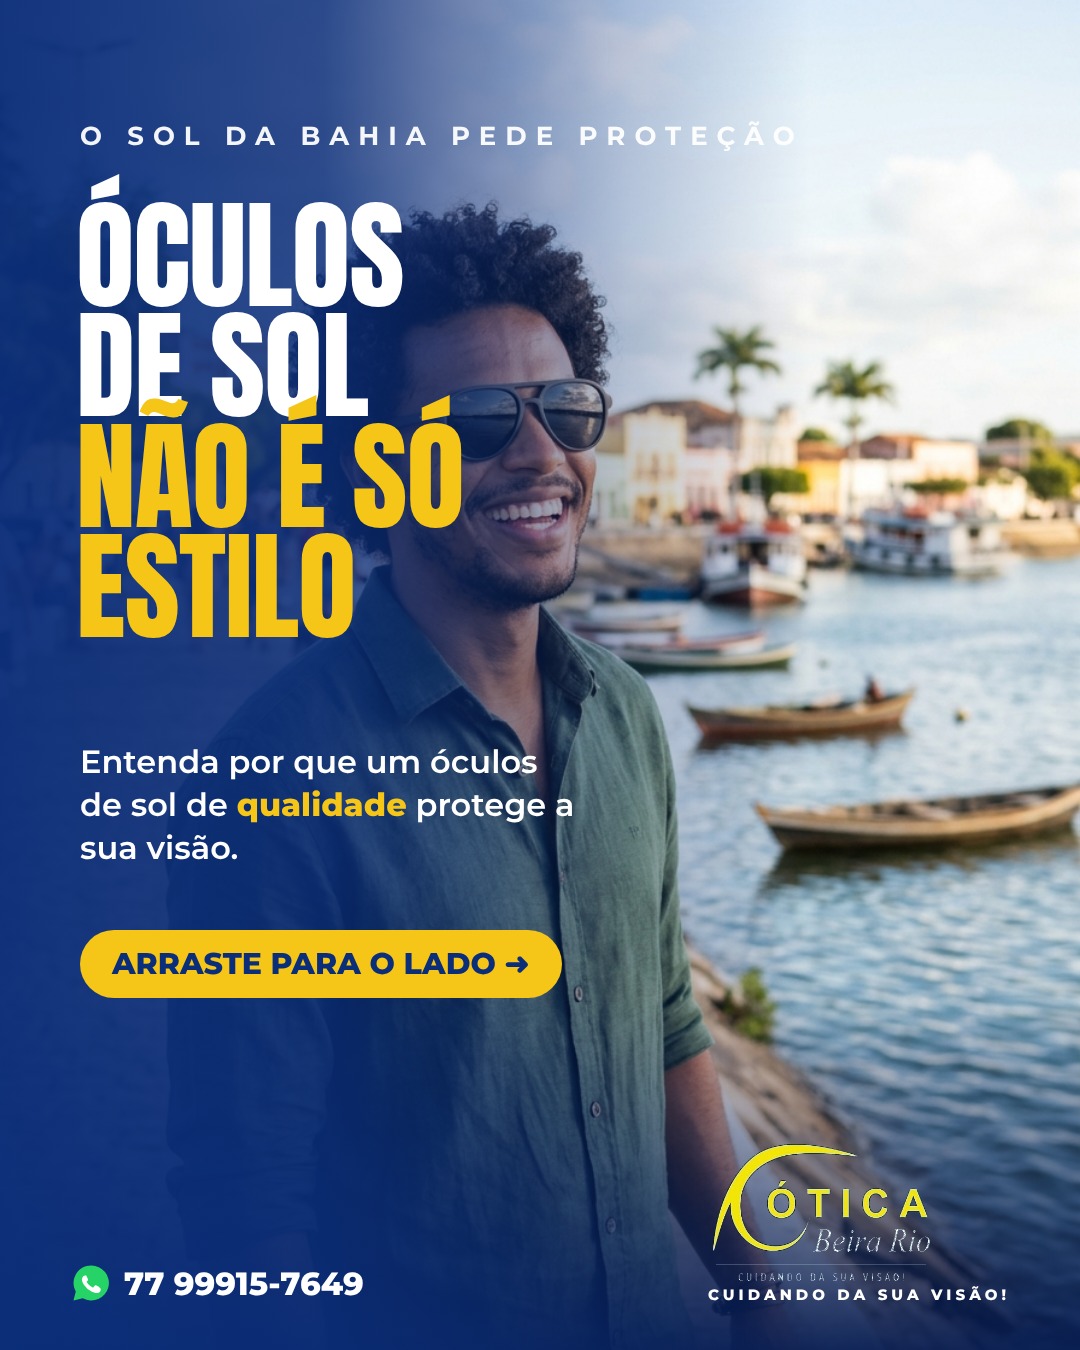 O SOL DA BAHIA PEDE PROTEÇÃO
ÓCULOS
DE SOL
NÃO É SÓ
ESTILO
Entenda por que um óculos
de sol de qualidade protege a
sua visão.
ARRASTE PARA O LADO ➜
ÓTICA
Beira Rio
CUIDANDO DA SUA VISÃO!
77 99915-7649
CUIDANDO DA SUA VISÃO!